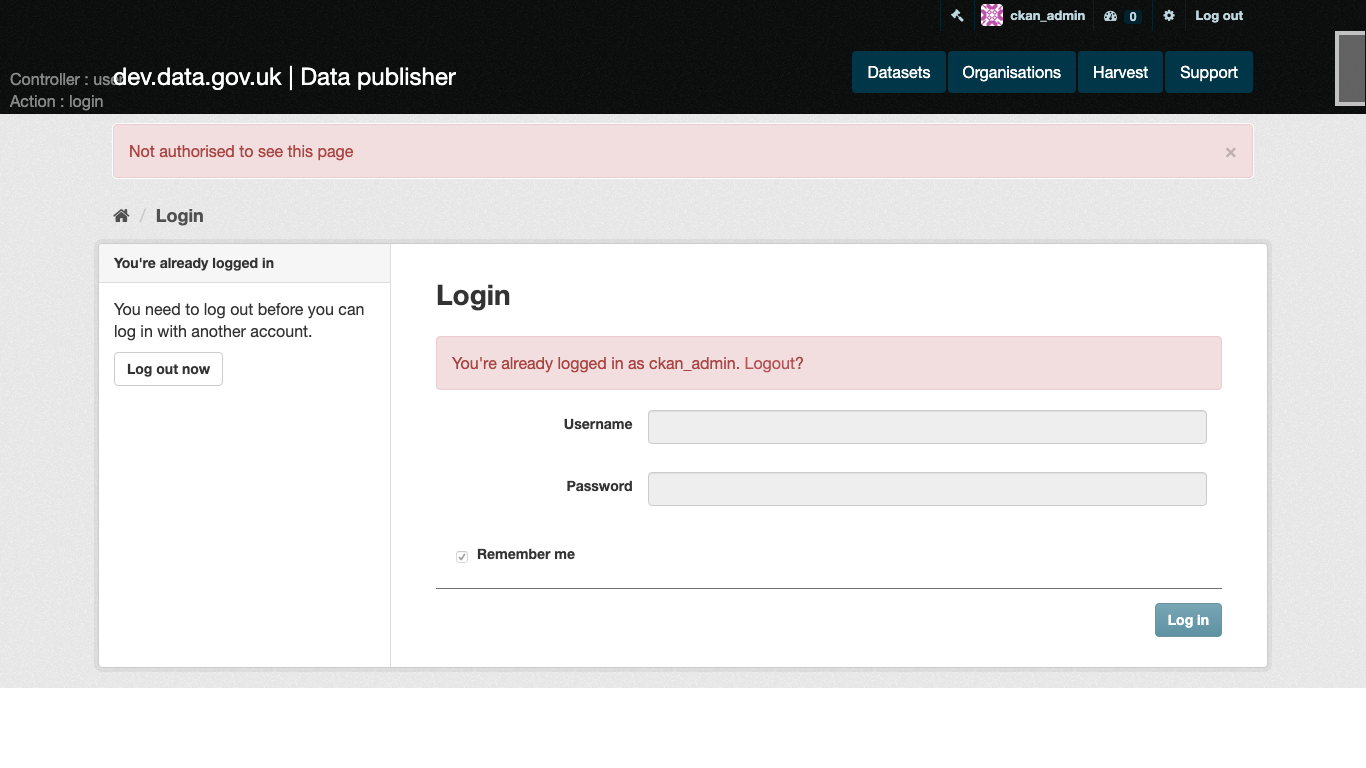 ckan_admin 0 Log out
Controller : user
dev.data.gov.uk | Data publisher
Action : login
Datasets Organisations Harvest Support
Not authorised to see this page ×
/ Login
You're already logged in
You need to log out before you can
log in with another account.
Log out now
Login
You're already logged in as ckan_admin. Logout?
Username
Password
Remember me
Log in